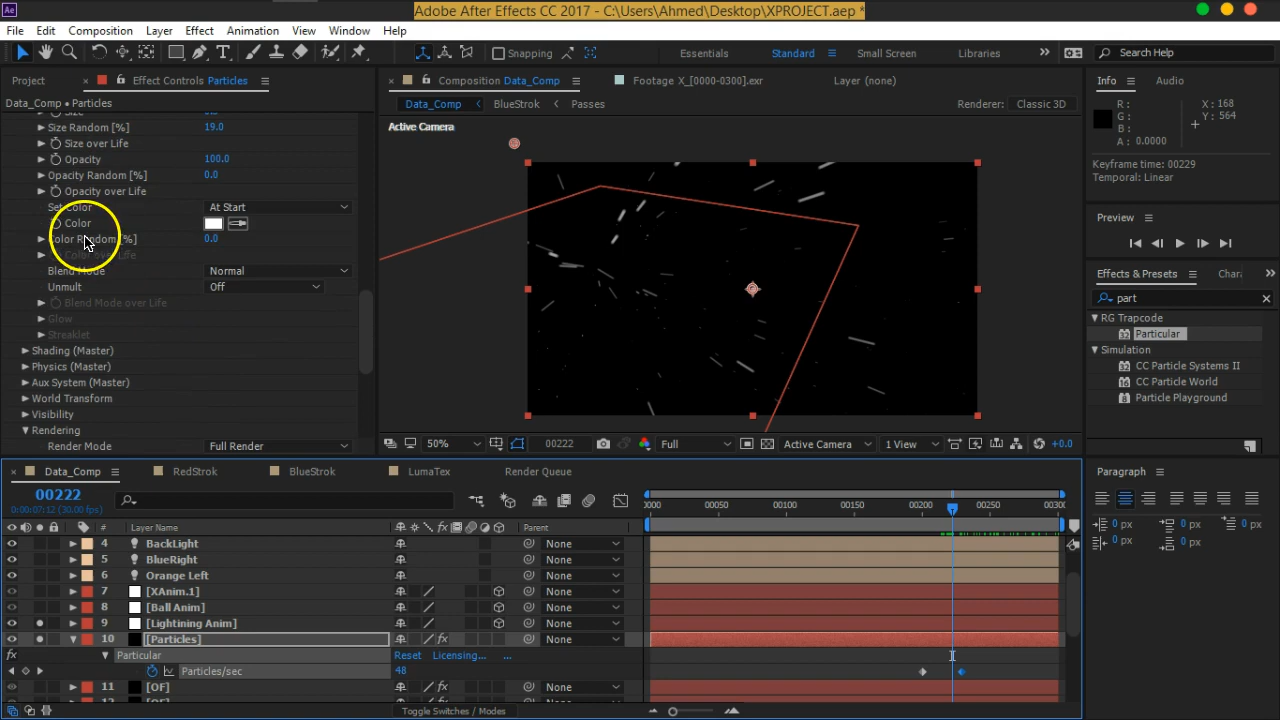 Adobe After Effects CC 2017 - C:\Users\Ahmed\Desktop\XPROJECT.aep *
File Edit Composition Layer Effect Animation View Window Help
Snapping Essentials Standard Small Screen Libraries Search Help
Project Effect Controls Particles Composition Data_Comp Footage X_[0000-0300].exr Layer (none) Info Audio
Data_Comp • Particles Data_Comp BlueStrok Passes Renderer: Classic 3D
R: X: 168
G: Y: 564
B:
A: 0.0000
Keyframe time: 00229
Temporal: Linear
Active Camera
Size
Size Random [%] 19.0
Size over Life
Opacity 100.0
Opacity Random [%] 0.0
Opacity over Life
Set Color At Start
Color
Color Random [%] 0.0
Color over Life
Blend Mode Normal
Unmult Off
Blend Mode over Life
Glow
Streaklet
Shading (Master)
Physics (Master)
Aux System (Master)
World Transform
Visibility
Rendering
Render Mode Full Render
Preview
Effects & Presets Chara
part
RG Trapcode
Particular
Simulation
CC Particle Systems II
CC Particle World
Particle Playground
50% 00222 Full Active Camera 1 View +0.0
Data_Comp RedStrok BlueStrok LumaTex Render Queue
Paragraph
00222
0:00:07:12 (30.00 fps)
0000 00050 00100 00150 00200 00250 0030
# Layer Name Parent
4 BackLight None
5 BlueRight None
6 Orange Left None
7 [XAnim.1] None
8 [Ball Anim] None
9 [Lightining Anim] None
10 [Particles] fx None
fx Particular Reset Licensing... ...
Particles/sec 48
11 [OF] fx None
0 px 0 px 0 px
0 px 0 px
Toggle Switches / Modes